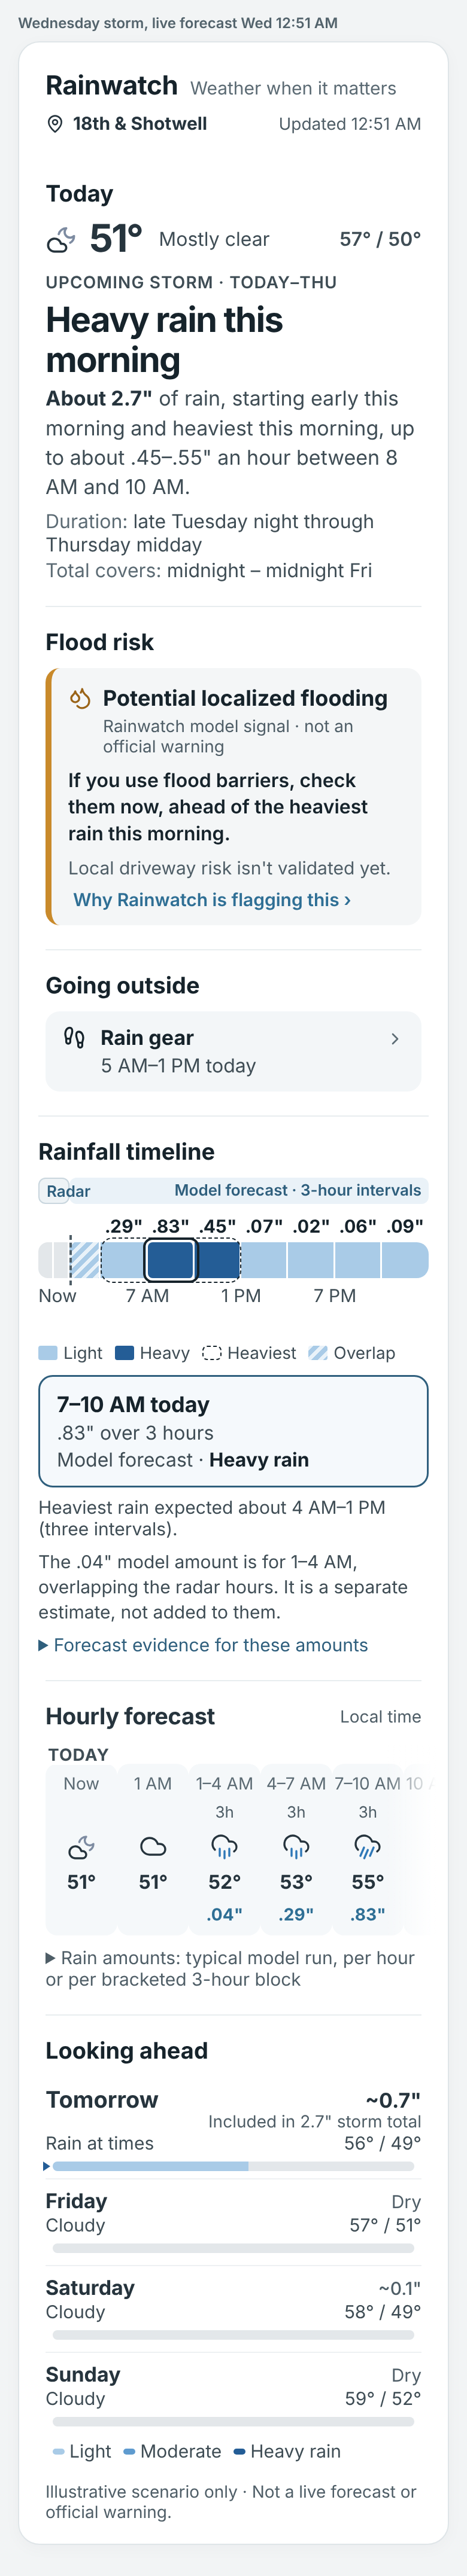 Wednesday storm, live forecast Wed 12:51 AM
Rainwatch Weather when it matters
18th & Shotwell Updated 12:51 AM
Today
51° Mostly clear 57° / 50°
UPCOMING STORM · TODAY–THU
Heavy rain this
morning
About 2.7" of rain, starting early this
morning and heaviest this morning, up
to about .45–.55" an hour between 8
AM and 10 AM.
Duration: late Tuesday night through
Thursday midday
Total covers: midnight – midnight Fri
Flood risk
Potential localized flooding
Rainwatch model signal · not an
official warning
If you use flood barriers, check
them now, ahead of the heaviest
rain this morning.
Local driveway risk isn't validated yet.
Why Rainwatch is flagging this ›
Going outside
Rain gear
5 AM–1 PM today
Rainfall timeline
Radar Model forecast · 3-hour intervals
.29" .83" .45" .07" .02" .06" .09"
Now 7 AM 1 PM 7 PM
Light Heavy Heaviest Overlap
7–10 AM today
.83" over 3 hours
Model forecast · Heavy rain
Heaviest rain expected about 4 AM–1 PM
(three intervals).
The .04" model amount is for 1–4 AM,
overlapping the radar hours. It is a separate
estimate, not added to them.
Forecast evidence for these amounts
Hourly forecast Local time
TODAY
Now 1 AM 1–4 AM 4–7 AM 7–10 AM 10
3h 3h 3h
51° 51° 52° 53° 55°
.04" .29" .83"
Rain amounts: typical model run, per hour
or per bracketed 3-hour block
Looking ahead
Tomorrow ~0.7"
Included in 2.7" storm total
Rain at times 56° / 49°
Friday Dry
Cloudy 57° / 51°
Saturday ~0.1"
Cloudy 58° / 49°
Sunday Dry
Cloudy 59° / 52°
Light Moderate Heavy rain
Illustrative scenario only · Not a live forecast or
official warning.